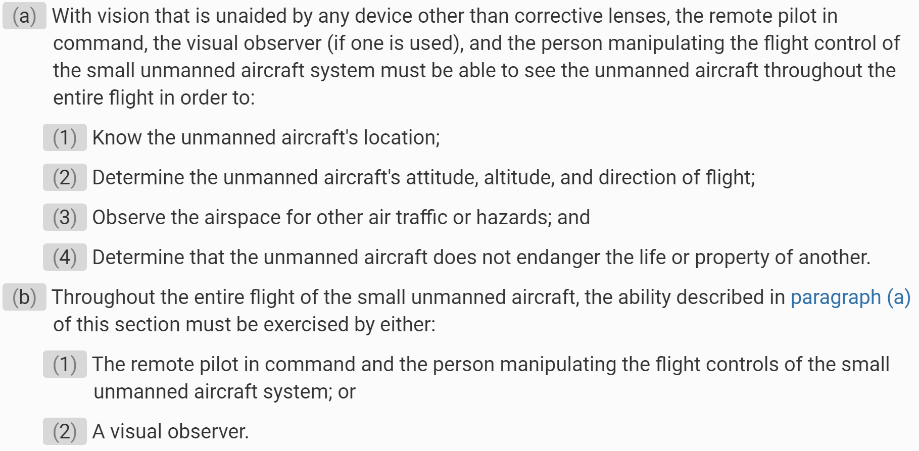 (a) With vision that is unaided by any device other than corrective lenses, the remote pilot in
command, the visual observer (if one is used), and the person manipulating the flight control of
the small unmanned aircraft system must be able to see the unmanned aircraft throughout the
entire flight in order to:
(1) Know the unmanned aircraft's location;
(2) Determine the unmanned aircraft's attitude, altitude, and direction of flight;
(3) Observe the airspace for other air traffic or hazards; and
(4) Determine that the unmanned aircraft does not endanger the life or property of another.
(b) Throughout the entire flight of the small unmanned aircraft, the ability described in paragraph (a)
of this section must be exercised by either:
(1) The remote pilot in command and the person manipulating the flight controls of the small
unmanned aircraft system; or
(2) A visual observer.